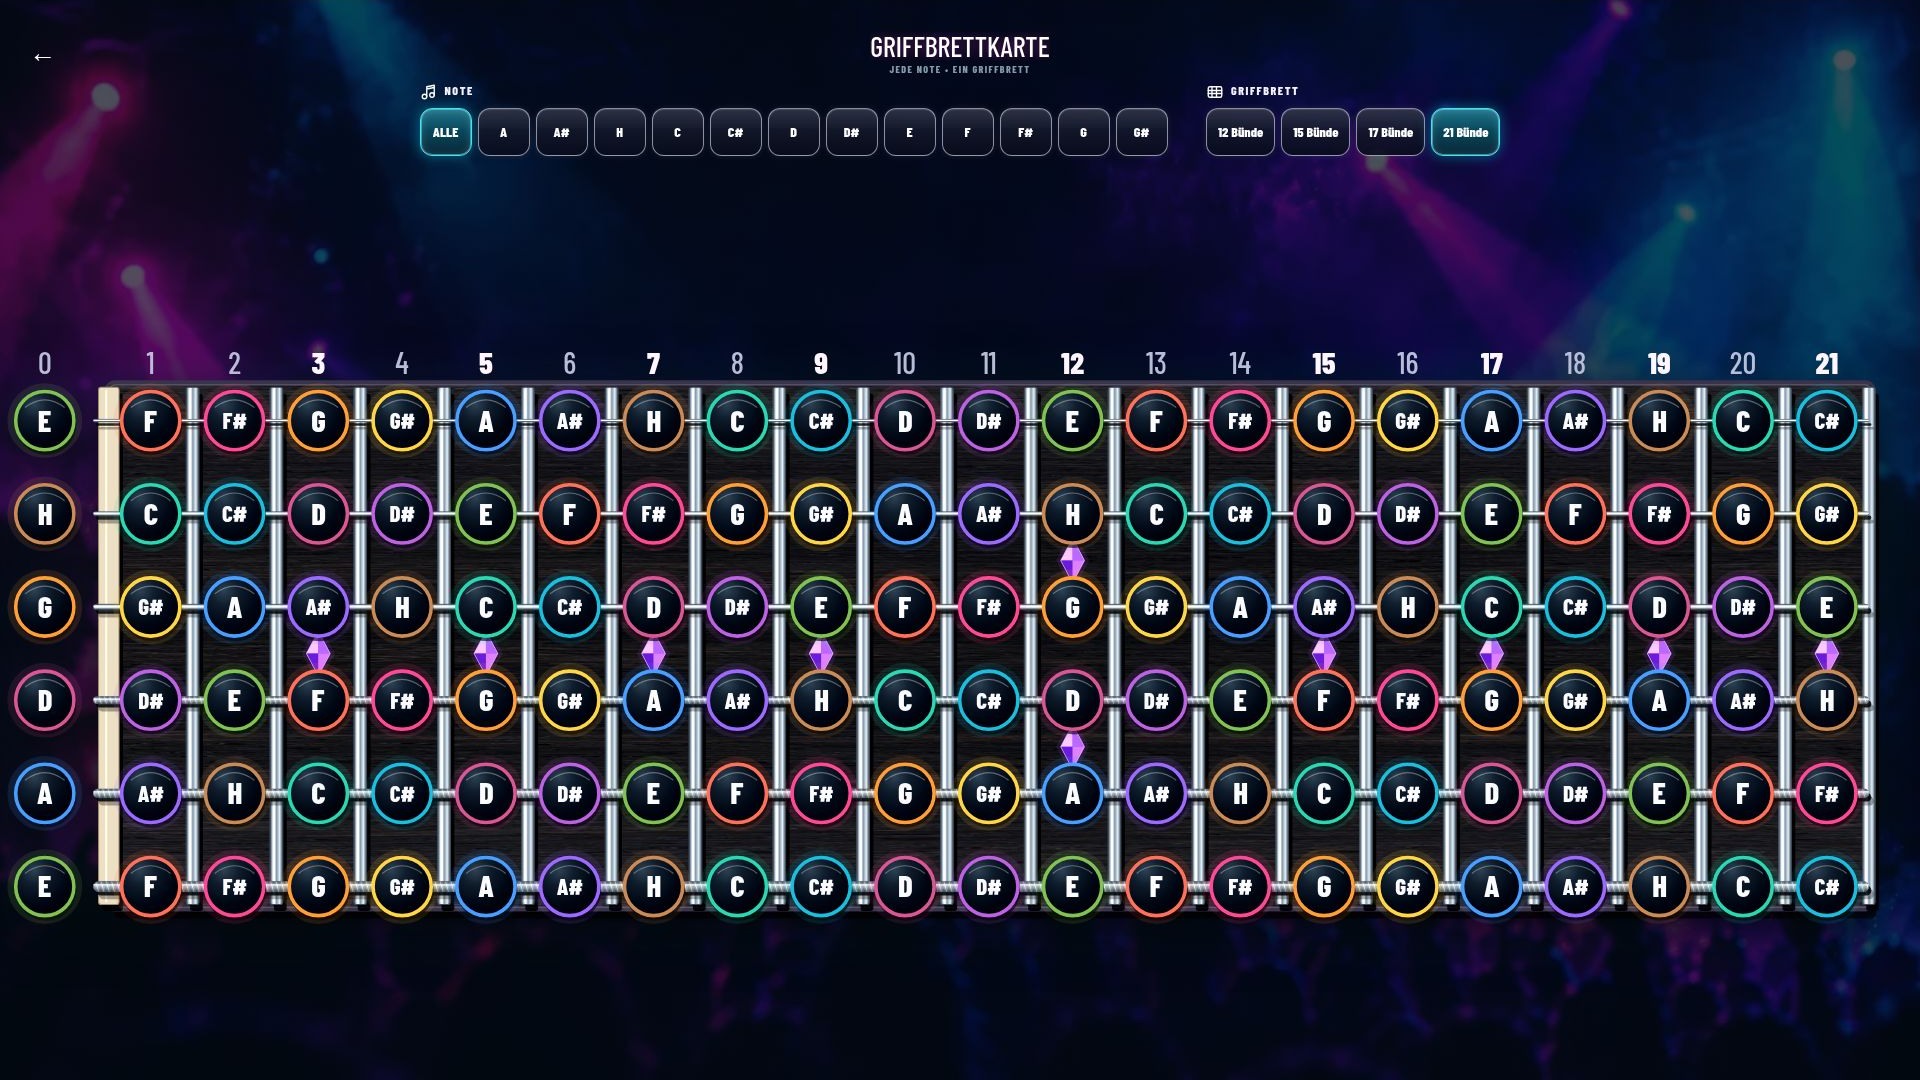 ←
GRIFFBRETTKARTE
JEDE NOTE • EIN GRIFFBRETT
NOTE
GRIFFBRETT
ALLE A A# H C C# D D# E F F# G G#
12 Bünde 15 Bünde 17 Bünde 21 Bünde
0 1 2 3 4 5 6 7 8 9 10 11 12 13 14 15 16 17 18 19 20 21
E F F# G G# A A# H C C# D D# E F F# G G# A A# H C C#
H C C# D D# E F F# G G# A A# H C C# D D# E F F# G G#
G G# A A# H C C# D D# E F F# G G# A A# H C C# D D# E
D D# E F F# G G# A A# H C C# D D# E F F# G G# A A# H
A A# H C C# D D# E F F# G G# A A# H C C# D D# E F F#
E F F# G G# A A# H C C# D D# E F F# G G# A A# H C C#